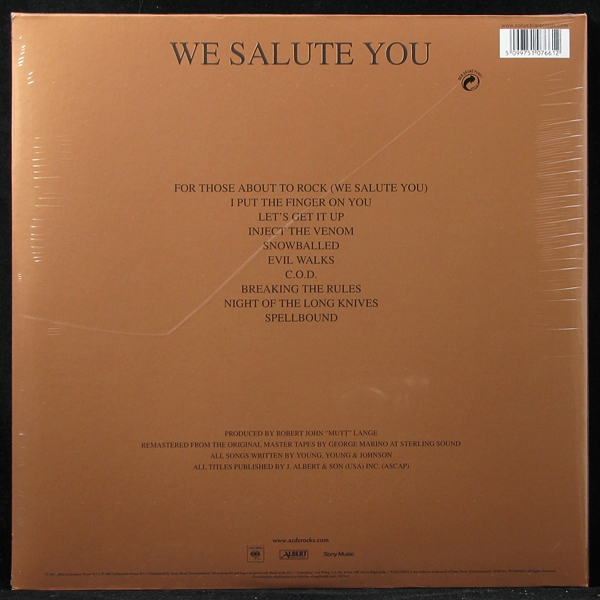 WE SALUTE YOU
5 099751 076612
FOR THOSE ABOUT TO ROCK (WE SALUTE YOU)
I PUT THE FINGER ON YOU
LET'S GET IT UP
INJECT THE VENOM
SNOWBALLED
EVIL WALKS
C.O.D.
BREAKING THE RULES
NIGHT OF THE LONG KNIVES
SPELLBOUND
PRODUCED BY ROBERT JOHN "MUTT" LANGE
REMASTERED FROM THE ORIGINAL MASTER TAPES BY GEORGE MARINO AT STERLING SOUND
ALL SONGS WRITTEN BY YOUNG, YOUNG & JOHNSON
ALL TITLES PUBLISHED BY J. ALBERT & SON (USA) INC. (ASCAP)
www.acdcrocks.com
ALBERT
Sony Music